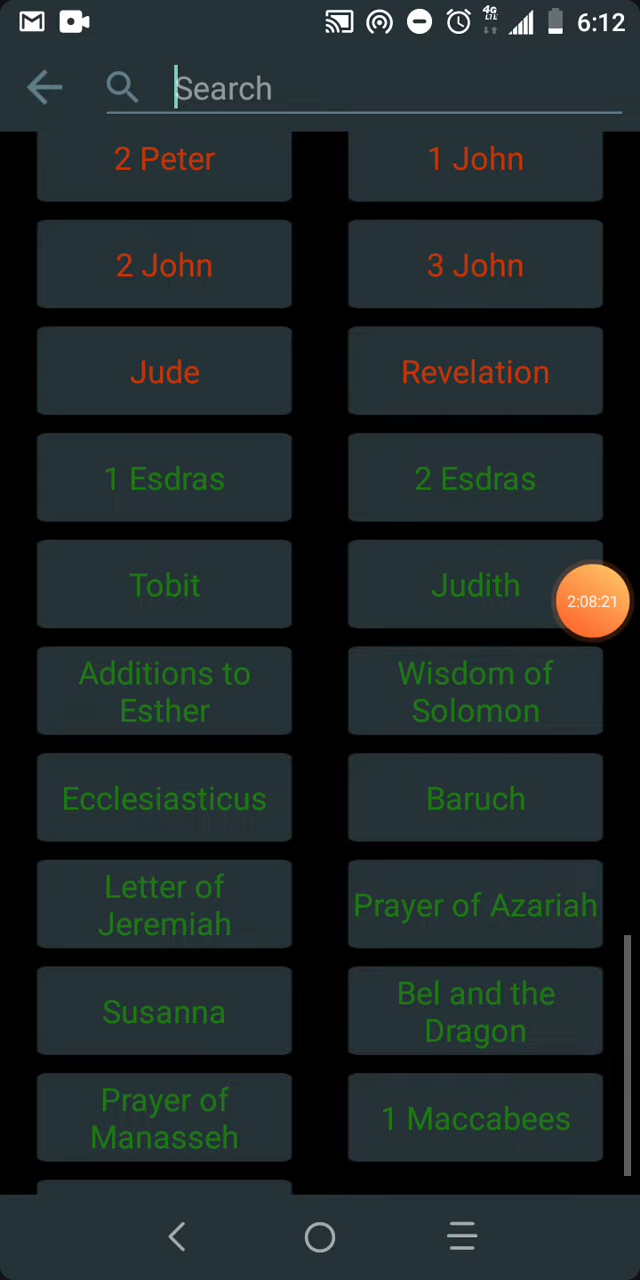 4G
LTE
6:12
Search
2 Peter
1 John
2 John
3 John
Jude
Revelation
1 Esdras
2 Esdras
Tobit
Judith
2:08:21
Additions to
Esther
Wisdom of
Solomon
Ecclesiasticus
Baruch
Letter of
Jeremiah
Prayer of Azariah
Susanna
Bel and the
Dragon
Prayer of
Manasseh
1 Maccabees